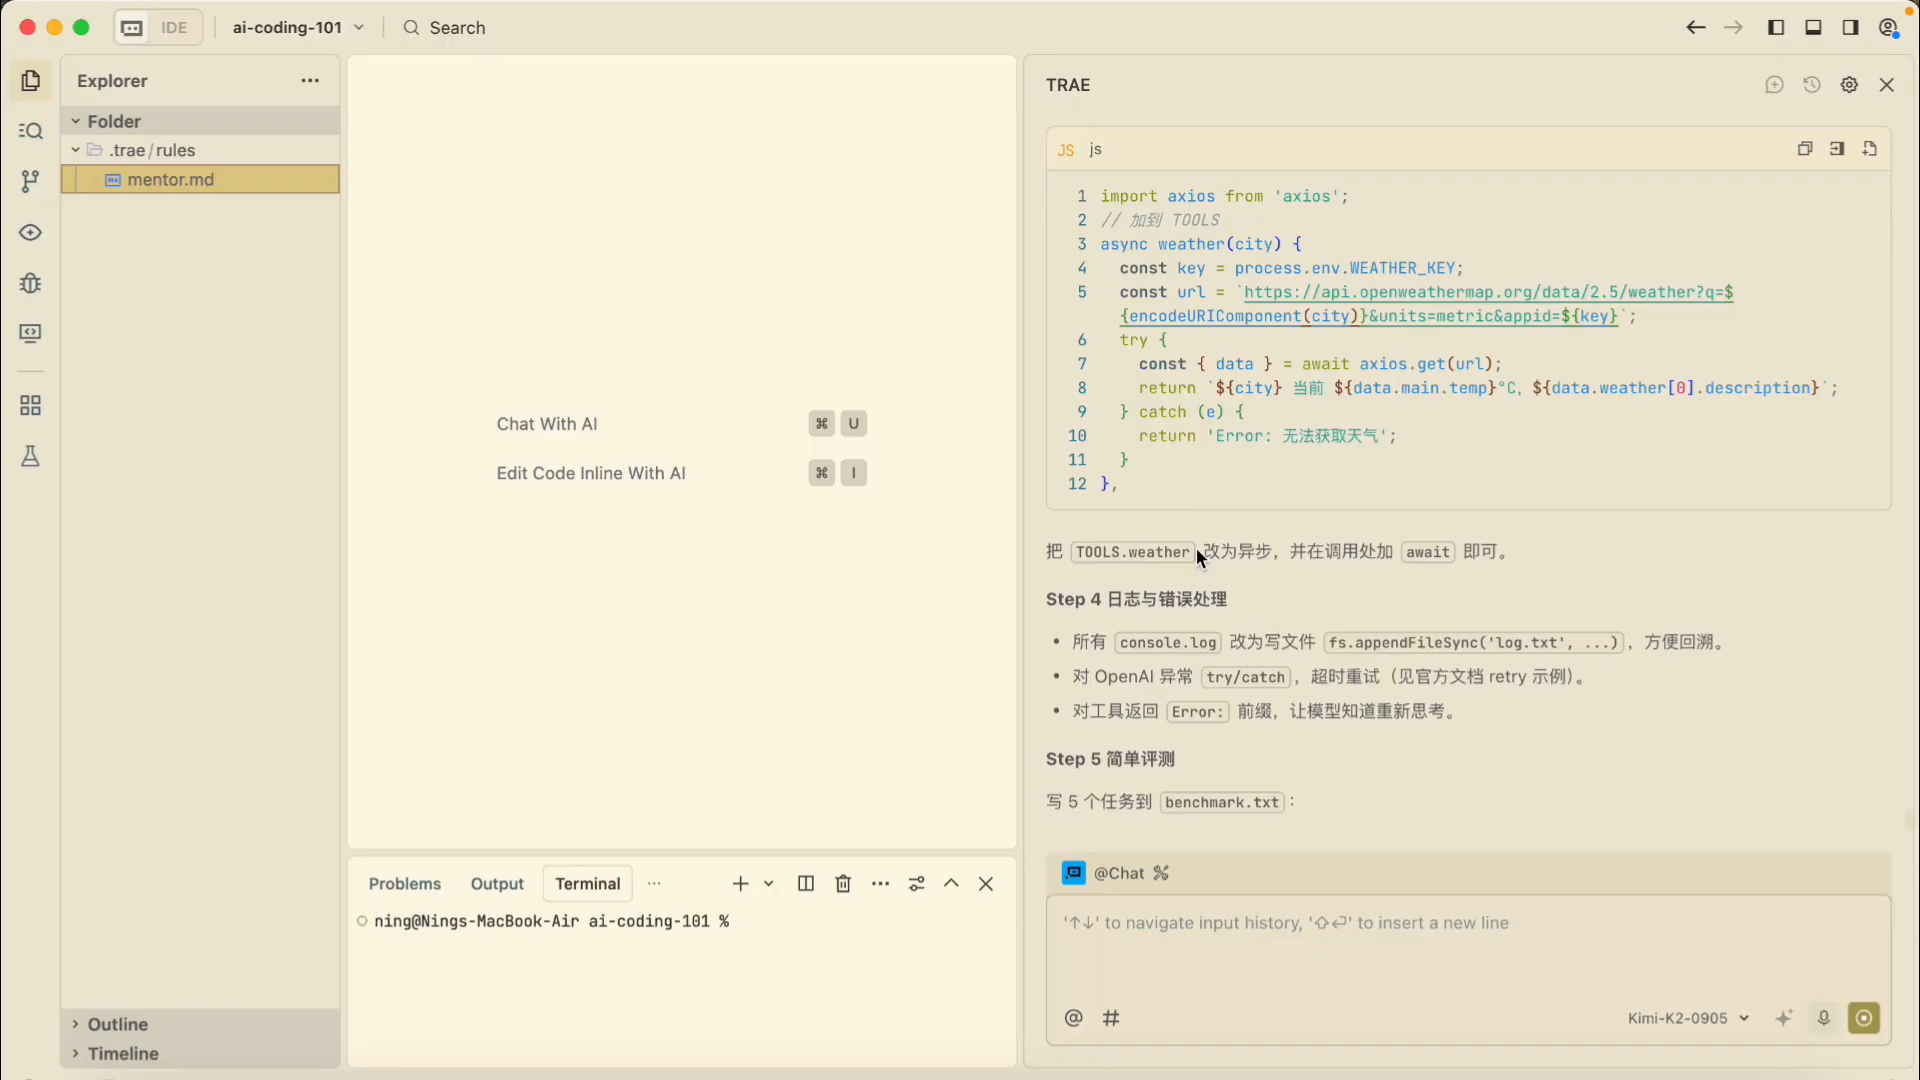 IDE
ai-coding-101
Search
Explorer
Folder
.trae/rules
mentor.md
Outline
Timeline
Chat With AI
⌘ U
Edit Code Inline With AI
⌘ I
Problems
Output
Terminal
ning@Nings-MacBook-Air ai-coding-101 %
TRAE
JS js
1 import axios from 'axios';
2 // 加到 TOOLS
3 async weather(city) {
4 const key = process.env.WEATHER_KEY;
5 const url = `https://api.openweathermap.org/data/2.5/weather?q=$
{encodeURIComponent(city)}&units=metric&appid=${key}`;
6 try {
7 const { data } = await axios.get(url);
8 return `${city} 当前 ${data.main.temp}°C, ${data.weather[0].description}`;
9 } catch (e) {
10 return 'Error: 无法获取天气';
11 }
12 },
把 TOOLS.weather 改为异步，并在调用处加 await 即可。
Step 4 日志与错误处理
• 所有 console.log 改为写文件 fs.appendFileSync('log.txt', ...)，方便回溯。
• 对 OpenAI 异常 try/catch，超时重试（见官方文档 retry 示例）。
• 对工具返回 Error: 前缀，让模型知道重新思考。
Step 5 简单评测
写 5 个任务到 benchmark.txt：
@Chat
'↑↓' to navigate input history, '⇧⏎' to insert a new line
@ #
Kimi-K2-0905